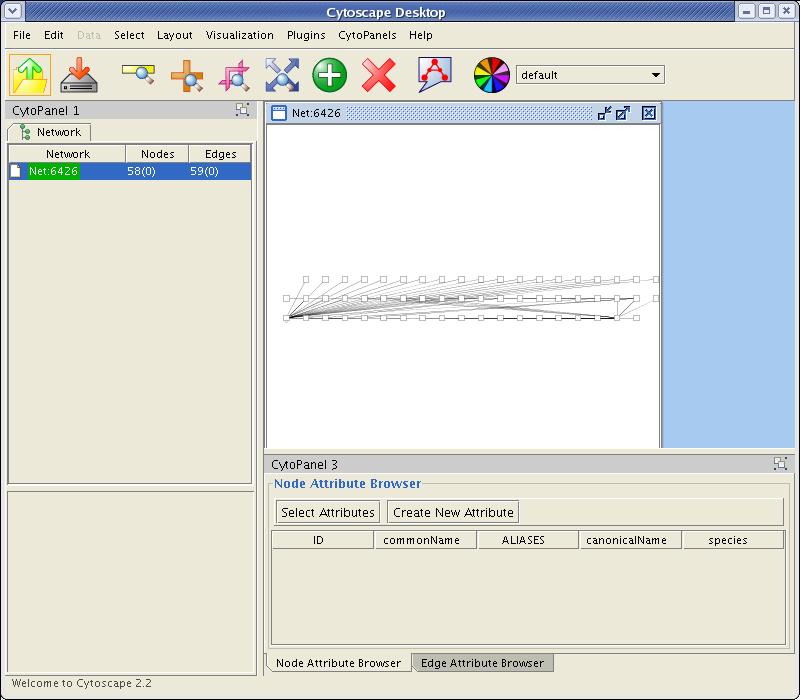 Cytoscape Desktop
File Edit Data Select Layout Visualization Plugins CytoPanels Help
default
CytoPanel 1
Network
Network Nodes Edges
Net:6426 58(0) 59(0)
Net:6426
CytoPanel 3
Node Attribute Browser
Select Attributes Create New Attribute
ID commonName ALIASES canonicalName species
Node Attribute Browser Edge Attribute Browser
Welcome to Cytoscape 2.2